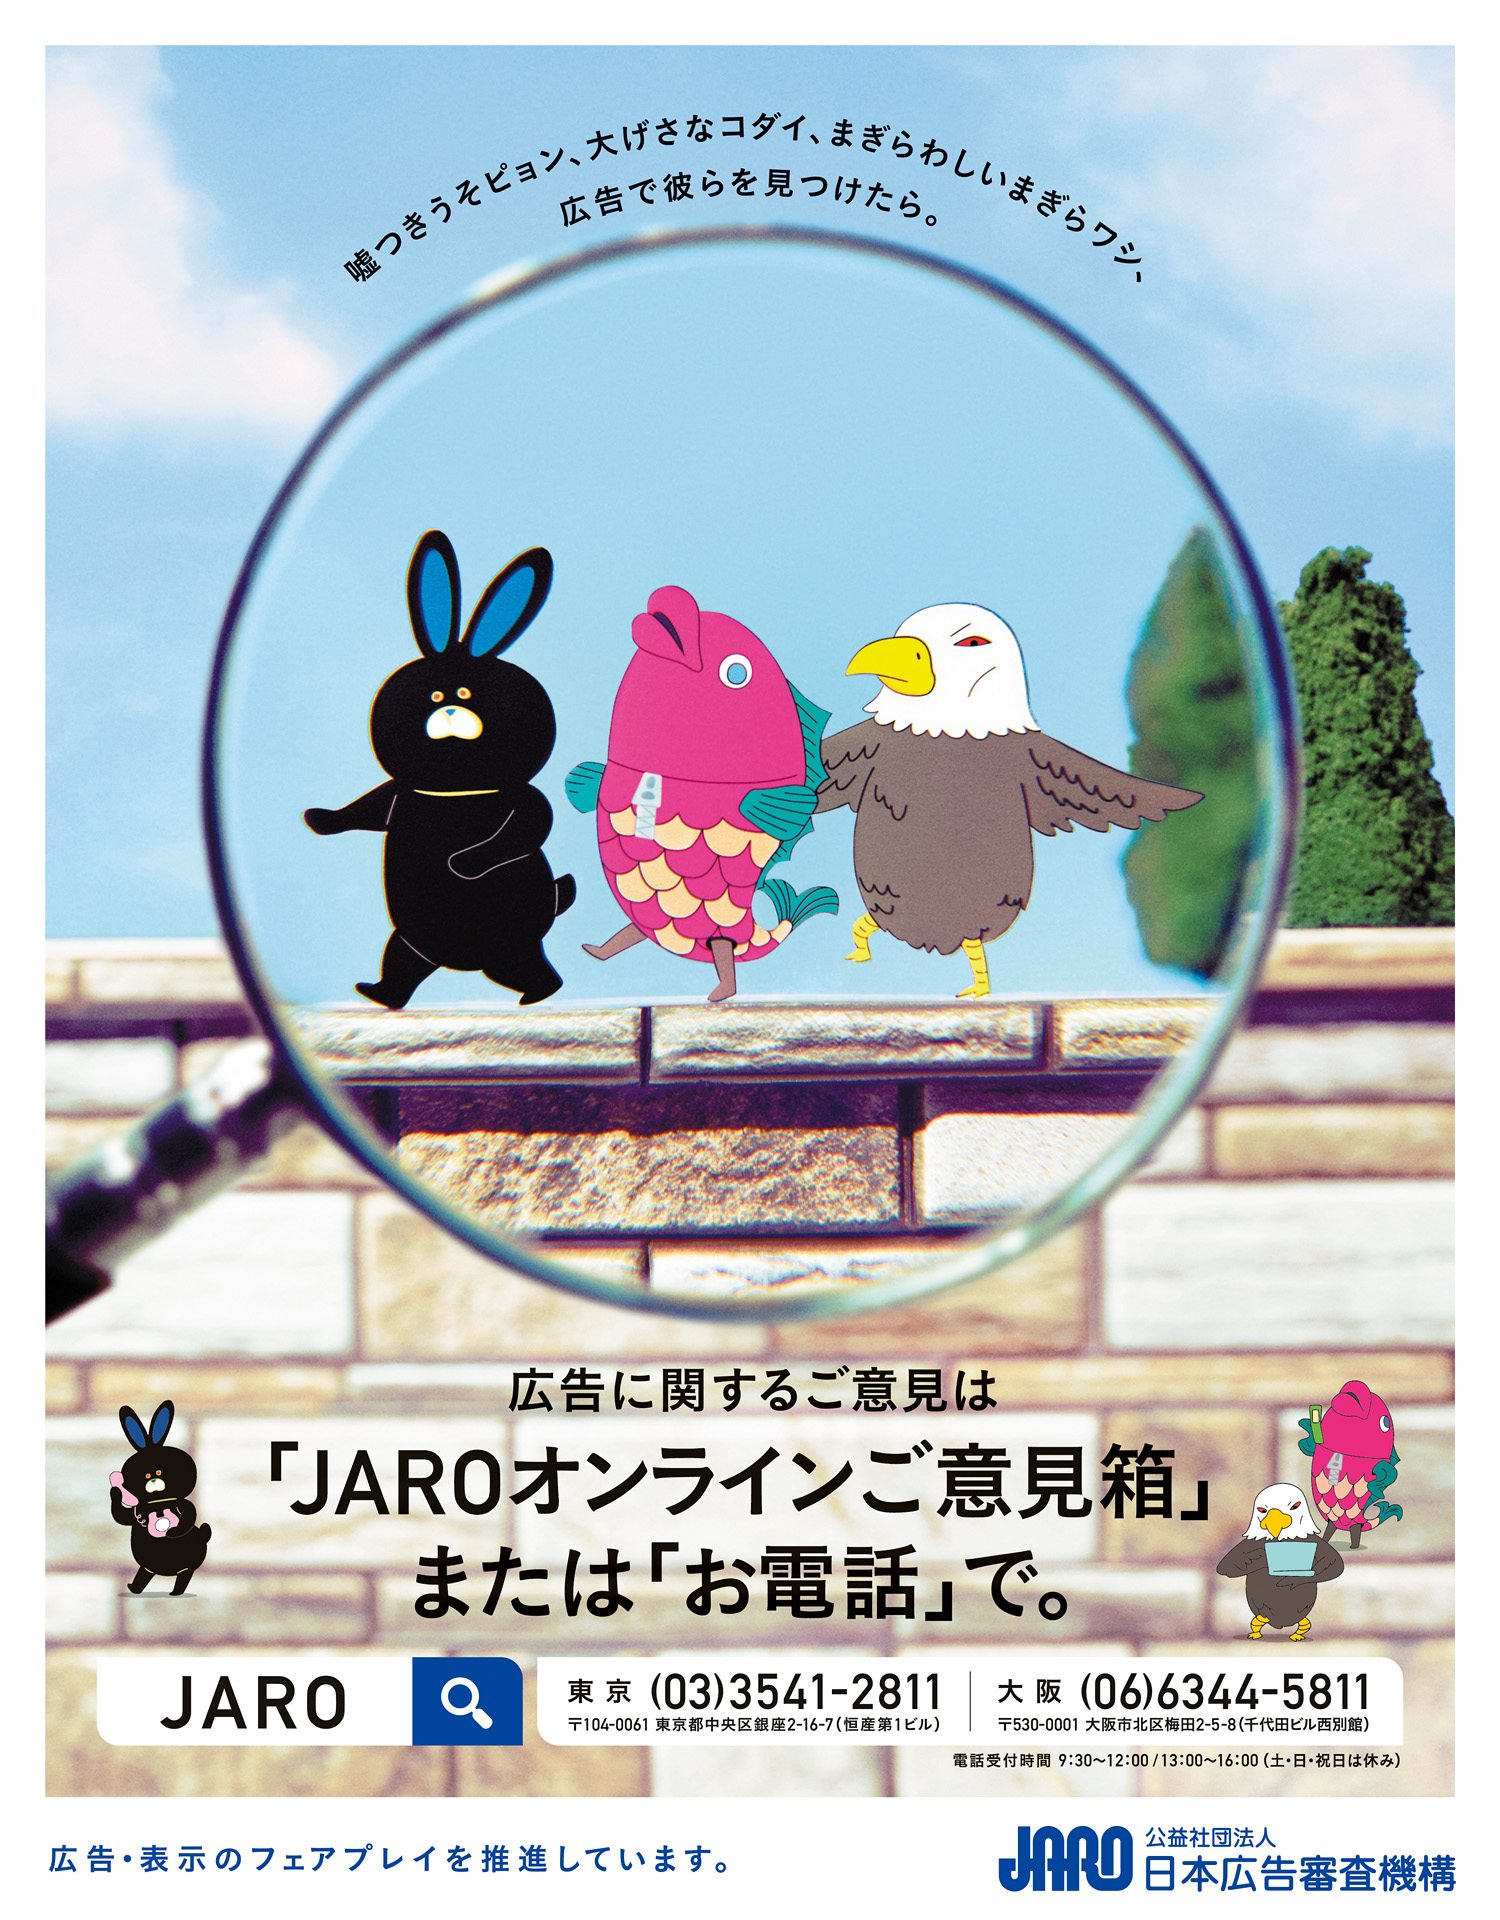 嘘つきうそピョン、大げさなコダイ、まぎらわしいまぎらワシ、
広告で彼らを見つけたら。
広告に関するご意見は
「JAROオンラインご意見箱」
または「お電話」で。
JARO
東京 (03)3541-2811
〒104-0061 東京都中央区銀座2-16-7(恒産第1ビル)
大阪 (06)6344-5811
〒530-0001 大阪市北区梅田2-5-8(千代田ビル西別館)
電話受付時間 9:30～12:00/13:00～16:00(土・日・祝日は休み)
広告・表示のフェアプレイを推進しています。
JARO
公益社団法人
日本広告審査機構